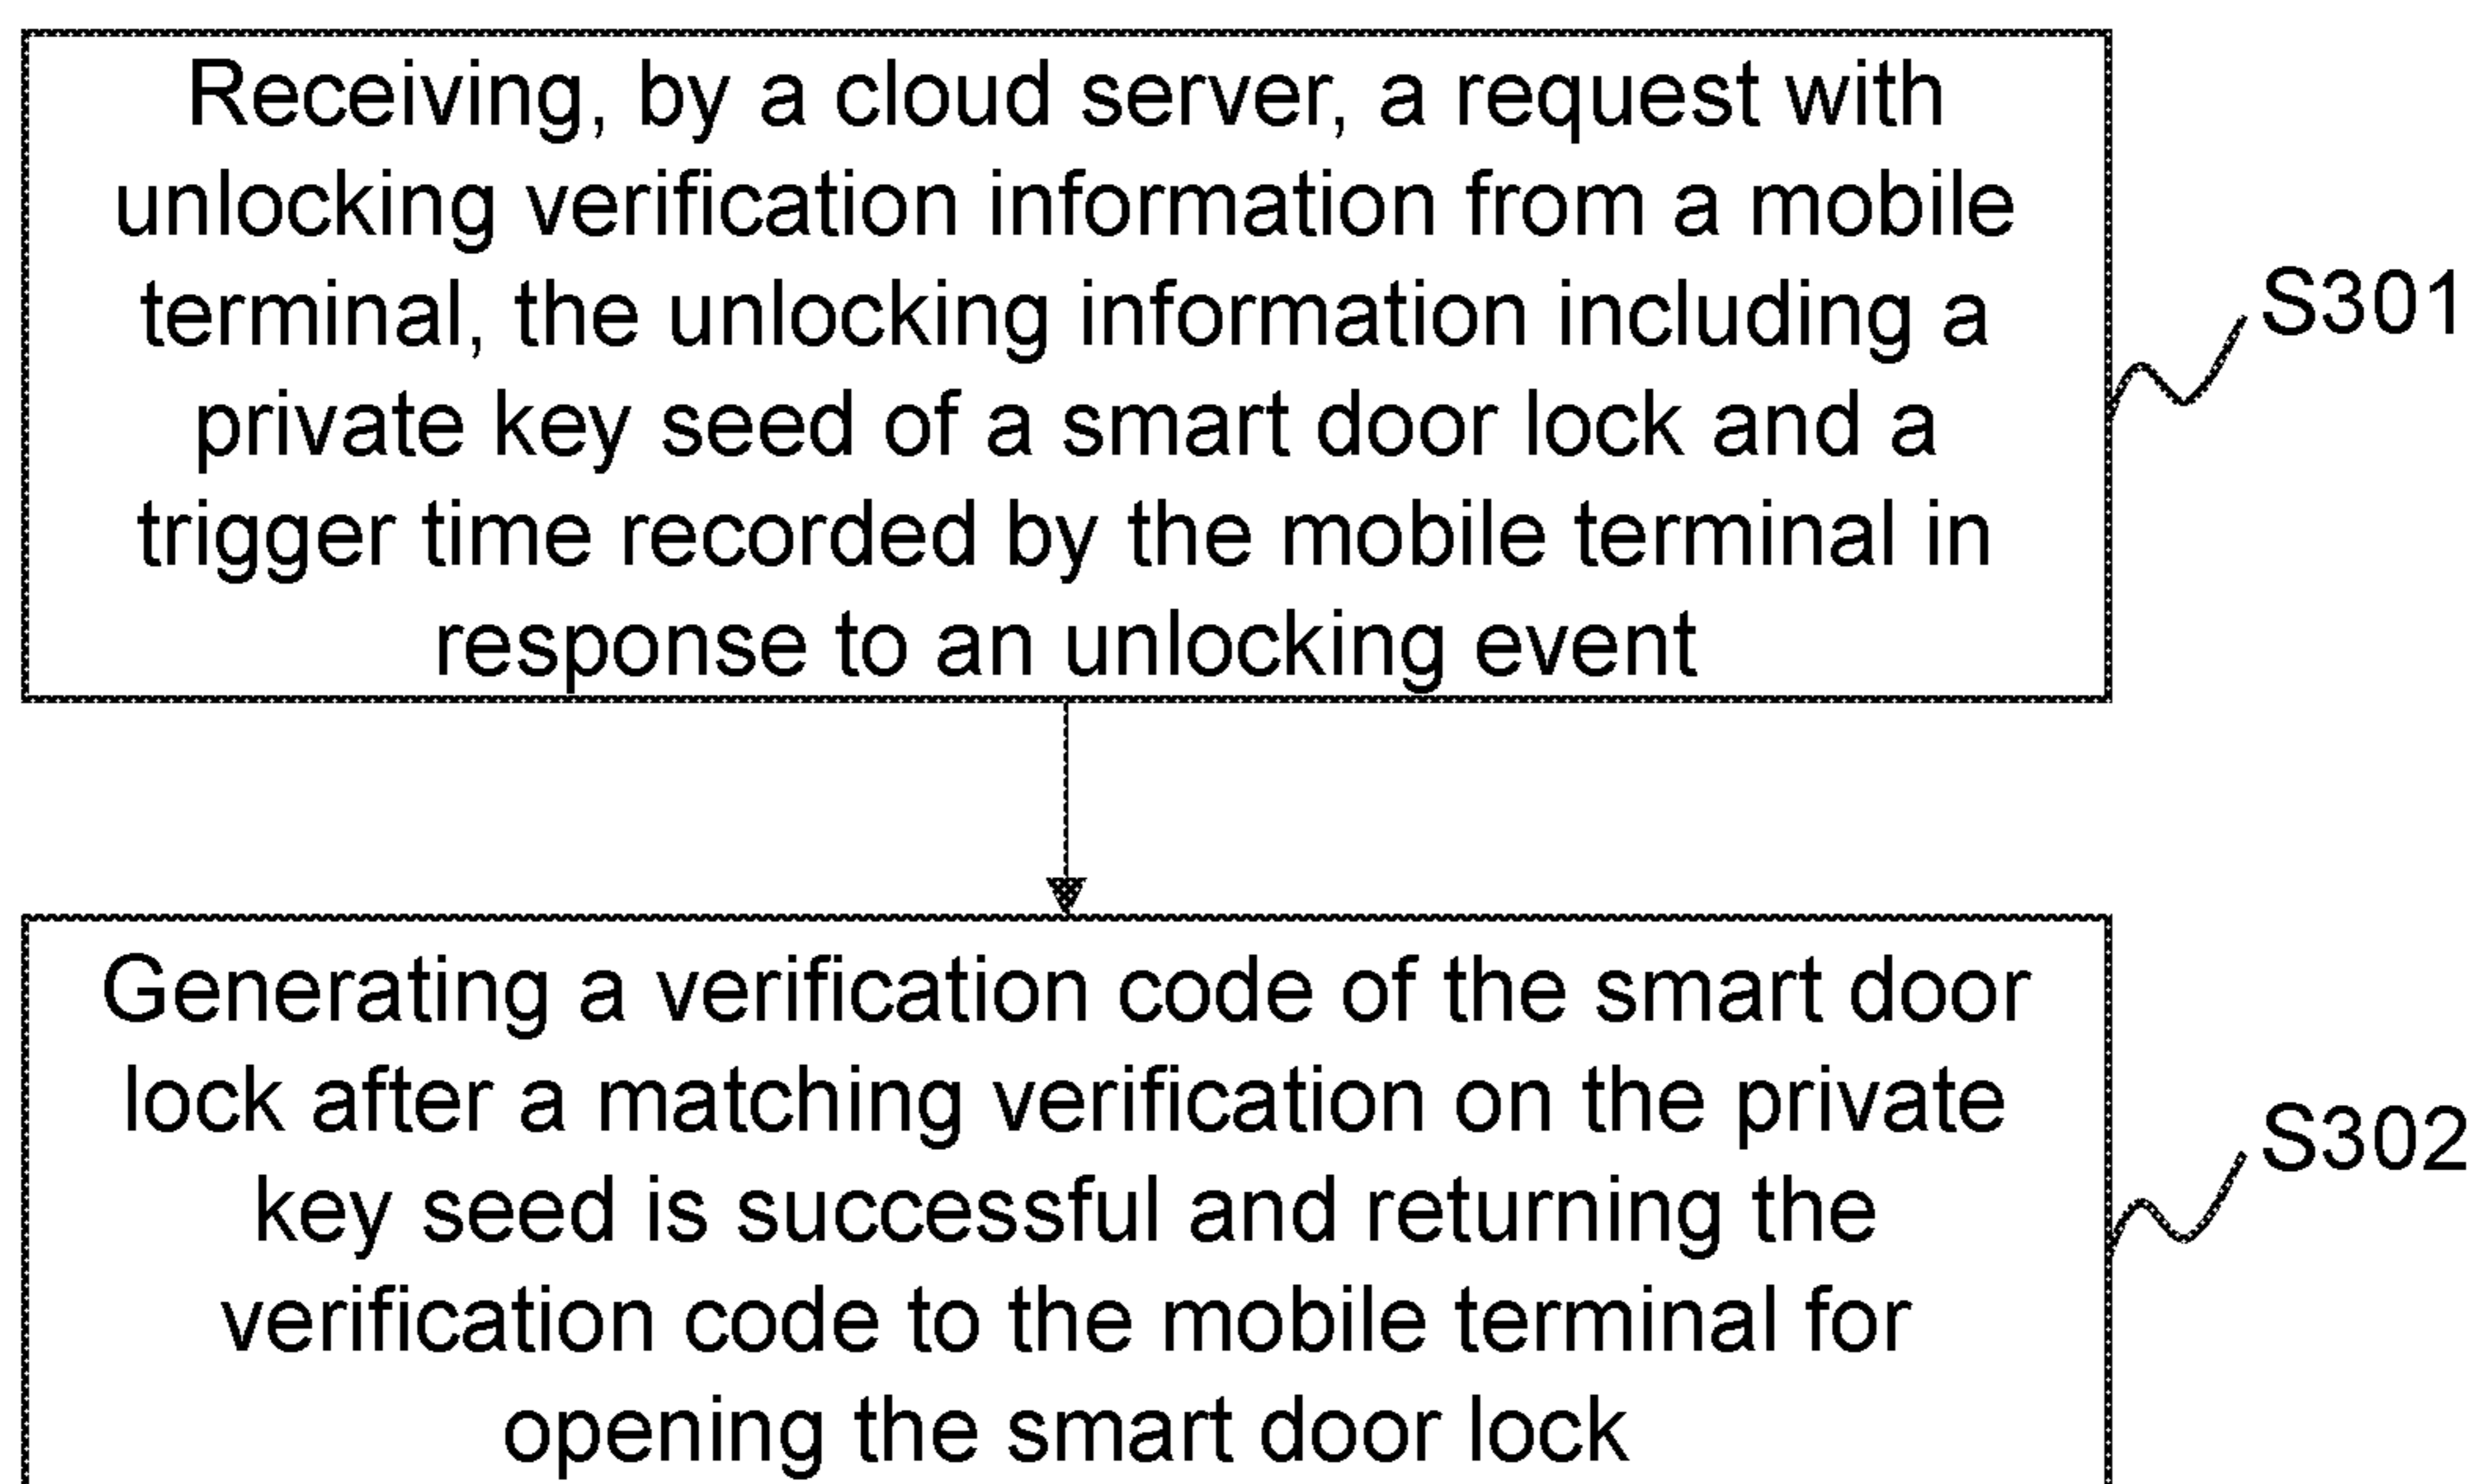 Receiving, by a cloud server, a request with
unlocking verification information from a mobile
terminal, the unlocking information including a
private key seed of a smart door lock and a
trigger time recorded by the mobile terminal in
response to an unlocking event
S301
Generating a verification code of the smart door
lock after a matching verification on the private
key seed is successful and returning the
verification code to the mobile terminal for
opening the smart door lock
S302